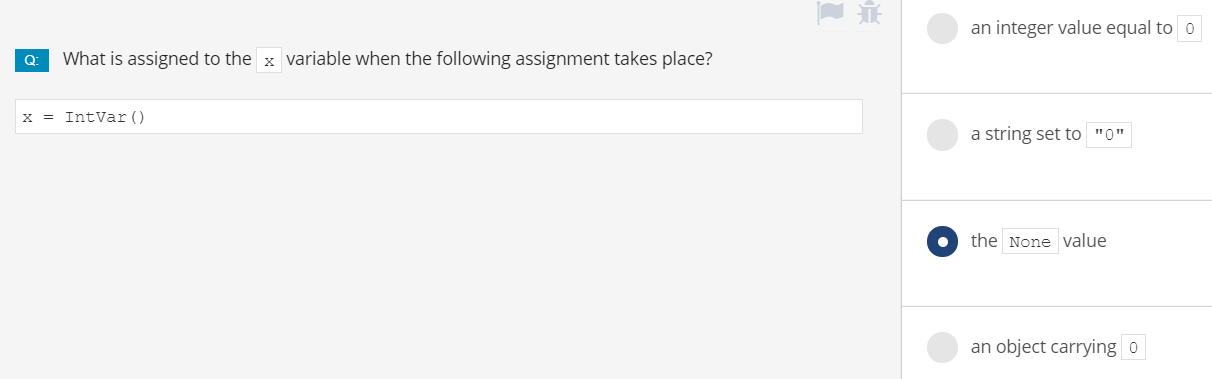 Q: What is assigned to the x variable when the following assignment takes place?
x = IntVar()
an integer value equal to 0
a string set to "0"
the None value
an object carrying 0